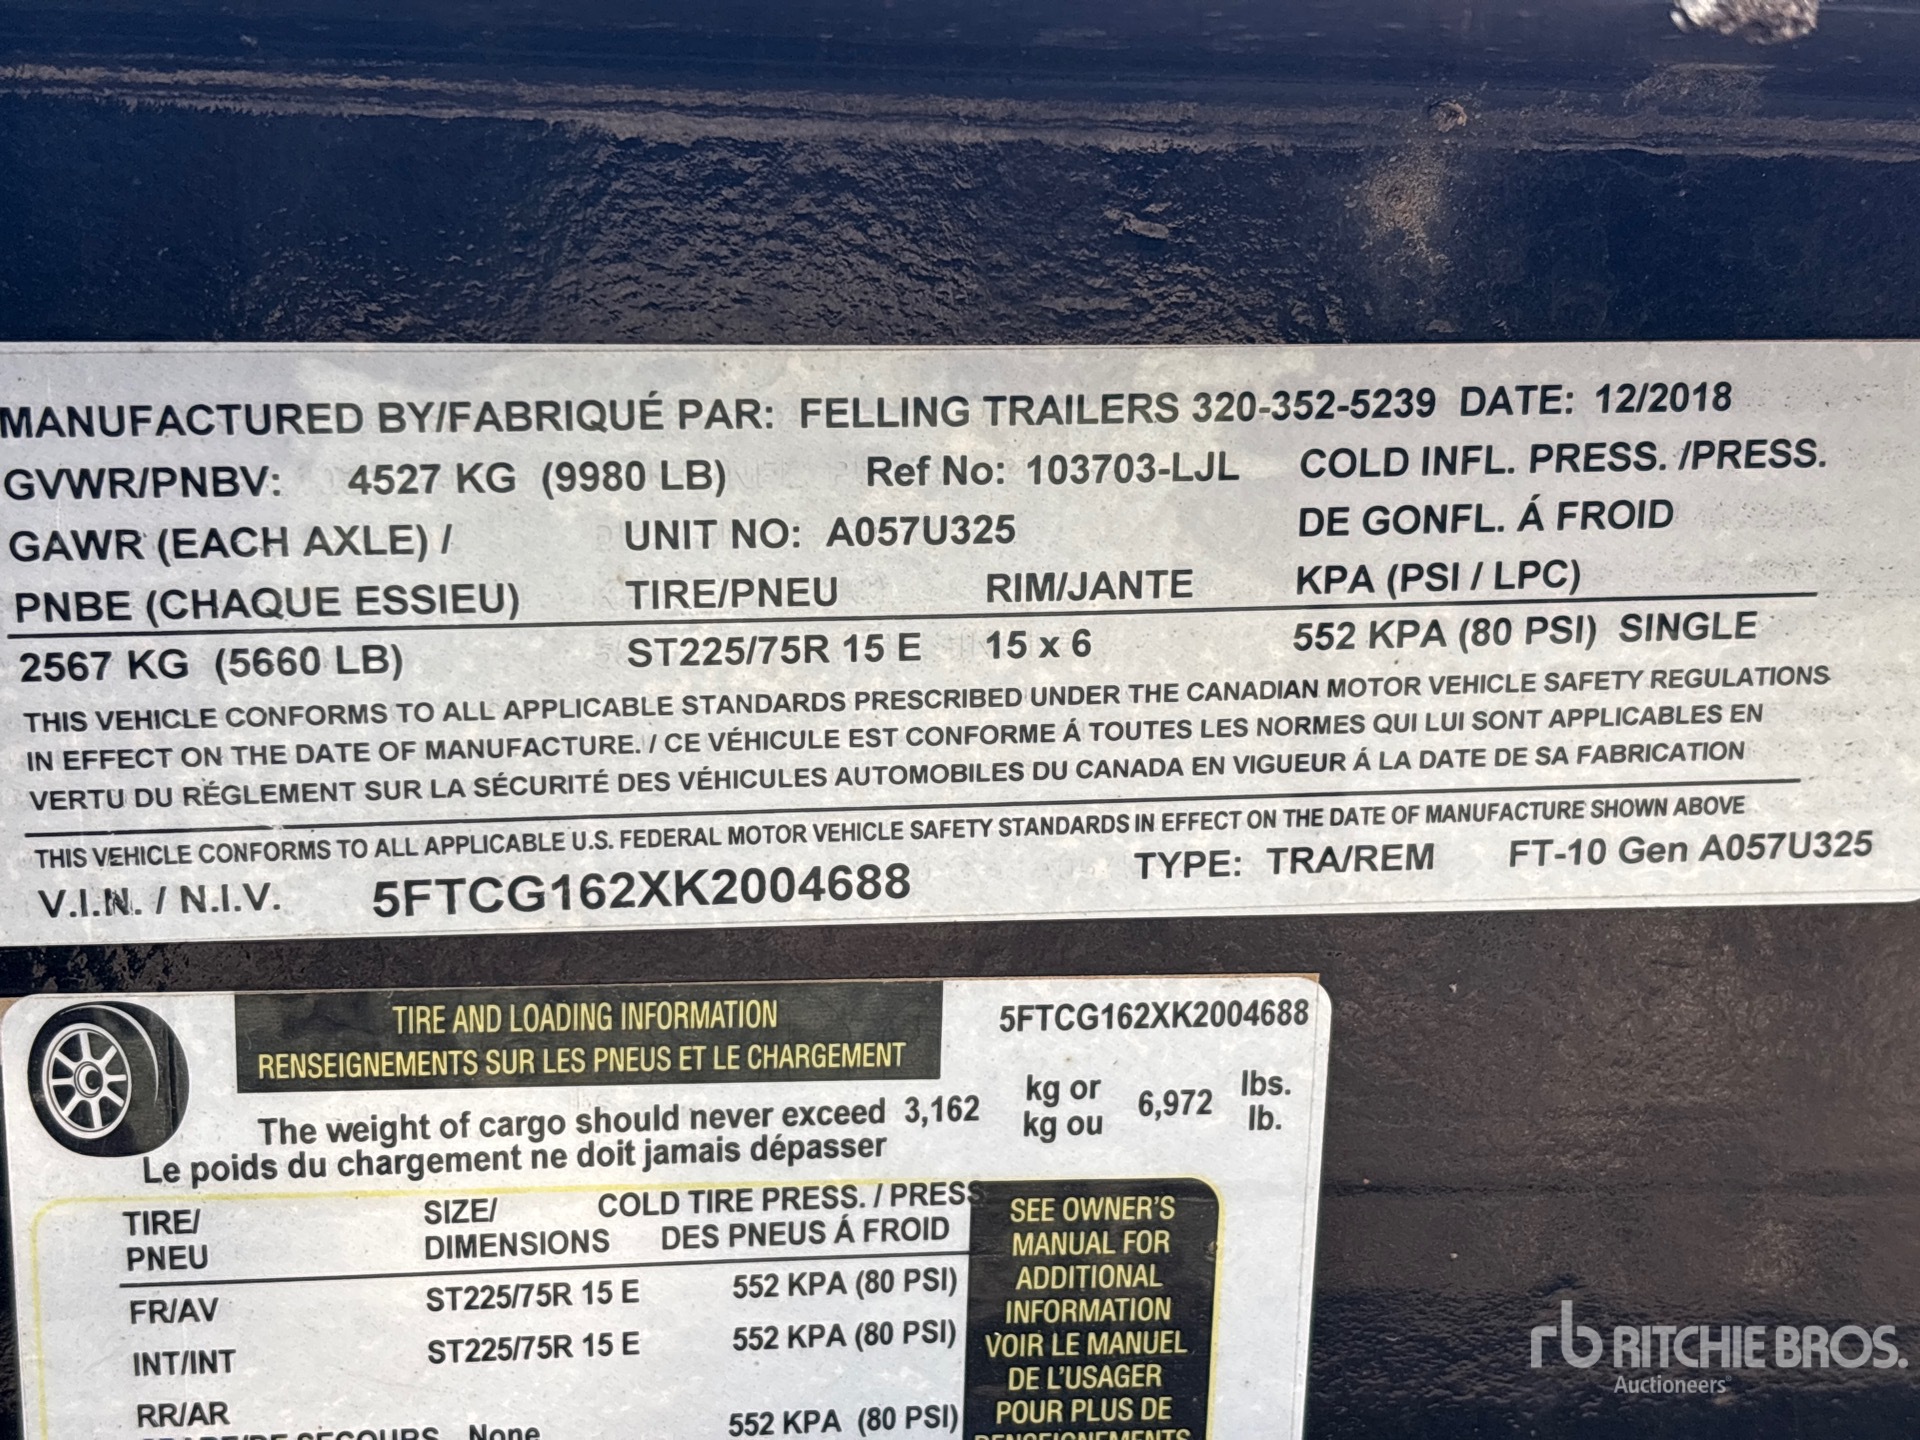 MANUFACTURED BY/FABRIQUÉ PAR: FELLING TRAILERS 320-352-5239 DATE: 12/2018
GVWR/PNBV: 4527 KG (9980 LB) Ref No: 103703-LJL COLD INFL. PRESS. /PRESS.
GAWR (EACH AXLE) / UNIT NO: A057U325 DE GONFL. Á FROID
PNBE (CHAQUE ESSIEU) TIRE/PNEU RIM/JANTE KPA (PSI / LPC)
2567 KG (5660 LB) ST225/75R 15 E 15 x 6 552 KPA (80 PSI) SINGLE
THIS VEHICLE CONFORMS TO ALL APPLICABLE STANDARDS PRESCRIBED UNDER THE CANADIAN MOTOR VEHICLE SAFETY REGULATIONS
IN EFFECT ON THE DATE OF MANUFACTURE. / CE VÉHICULE EST CONFORME Á TOUTES LES NORMES QUI LUI SONT APPLICABLES EN
VERTU DU RÉGLEMENT SUR LA SÉCURITÉ DES VÉHICULES AUTOMOBILES DU CANADA EN VIGUEUR Á LA DATE DE SA FABRICATION
THIS VEHICLE CONFORMS TO ALL APPLICABLE U.S. FEDERAL MOTOR VEHICLE SAFETY STANDARDS IN EFFECT ON THE DATE OF MANUFACTURE SHOWN ABOVE
V.I.N. / N.I.V. 5FTCG162XK2004688 TYPE: TRA/REM FT-10 Gen A057U325
TIRE AND LOADING INFORMATION 5FTCG162XK2004688
RENSEIGNEMENTS SUR LES PNEUS ET LE CHARGEMENT
The weight of cargo should never exceed 3,162 kg or 6,972 lbs.
Le poids du chargement ne doit jamais dépasser kg ou lb.
TIRE/ SIZE/ COLD TIRE PRESS. / PRESS
PNEU DIMENSIONS DES PNEUS Á FROID
FR/AV ST225/75R 15 E 552 KPA (80 PSI)
INT/INT ST225/75R 15 E 552 KPA (80 PSI)
RR/AR 552 KPA (80 PSI)
None
SEE OWNER'S
MANUAL FOR
ADDITIONAL
INFORMATION
VOIR LE MANUEL
DE L'USAGER
POUR PLUS DE
RENSEIGNEMENTS
rb RITCHIE BROS.
Auctioneers